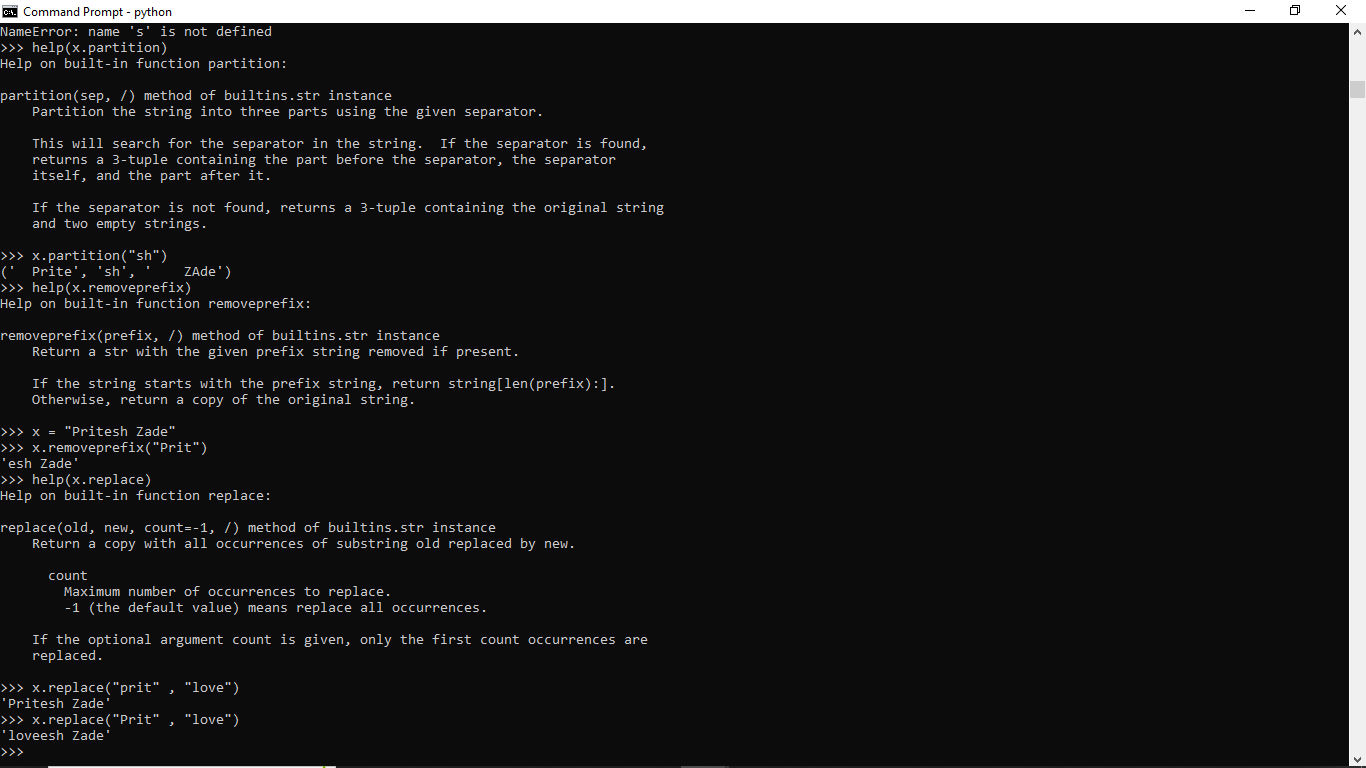 Command Prompt - python
NameError: name 's' is not defined
>>> help(x.partition)
Help on built-in function partition:

partition(sep, /) method of builtins.str instance
    Partition the string into three parts using the given separator.

    This will search for the separator in the string.  If the separator is found,
    returns a 3-tuple containing the part before the separator, the separator
    itself, and the part after it.

    If the separator is not found, returns a 3-tuple containing the original string
    and two empty strings.

>>> x.partition("sh")
('  Prite', 'sh', '    ZAde')
>>> help(x.removeprefix)
Help on built-in function removeprefix:

removeprefix(prefix, /) method of builtins.str instance
    Return a str with the given prefix string removed if present.

    If the string starts with the prefix string, return string[len(prefix):].
    Otherwise, return a copy of the original string.

>>> x = "Pritesh Zade"
>>> x.removeprefix("Prit")
'esh Zade'
>>> help(x.replace)
Help on built-in function replace:

replace(old, new, count=-1, /) method of builtins.str instance
    Return a copy with all occurrences of substring old replaced by new.

      count
        Maximum number of occurrences to replace.
        -1 (the default value) means replace all occurrences.

    If the optional argument count is given, only the first count occurrences are
    replaced.

>>> x.replace("prit" , "love")
'Pritesh Zade'
>>> x.replace("Prit" , "love")
'loveesh Zade'
>>>